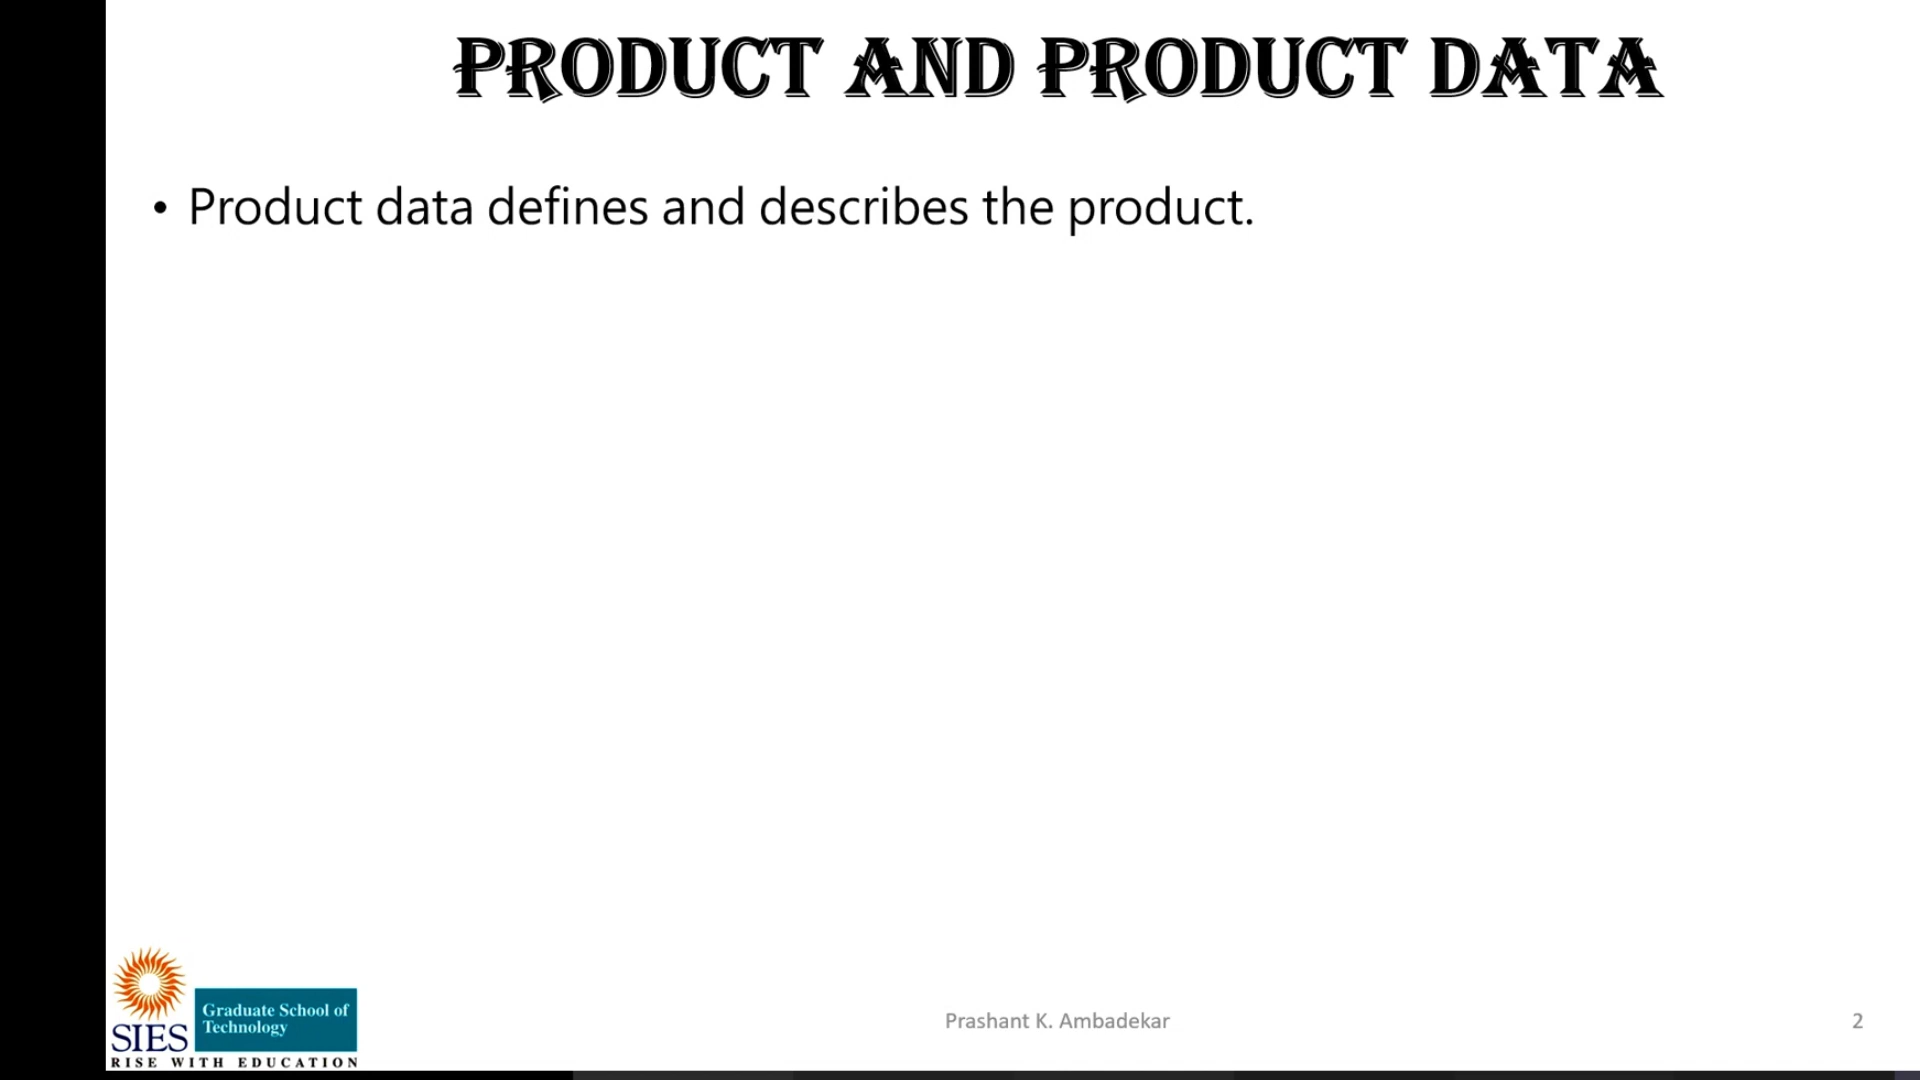 PRODUCT AND PRODUCT DATA
• Product data defines and describes the product.
Graduate School of
Technology
SIES
RISE WITH EDUCATION
Prashant K. Ambadekar
2